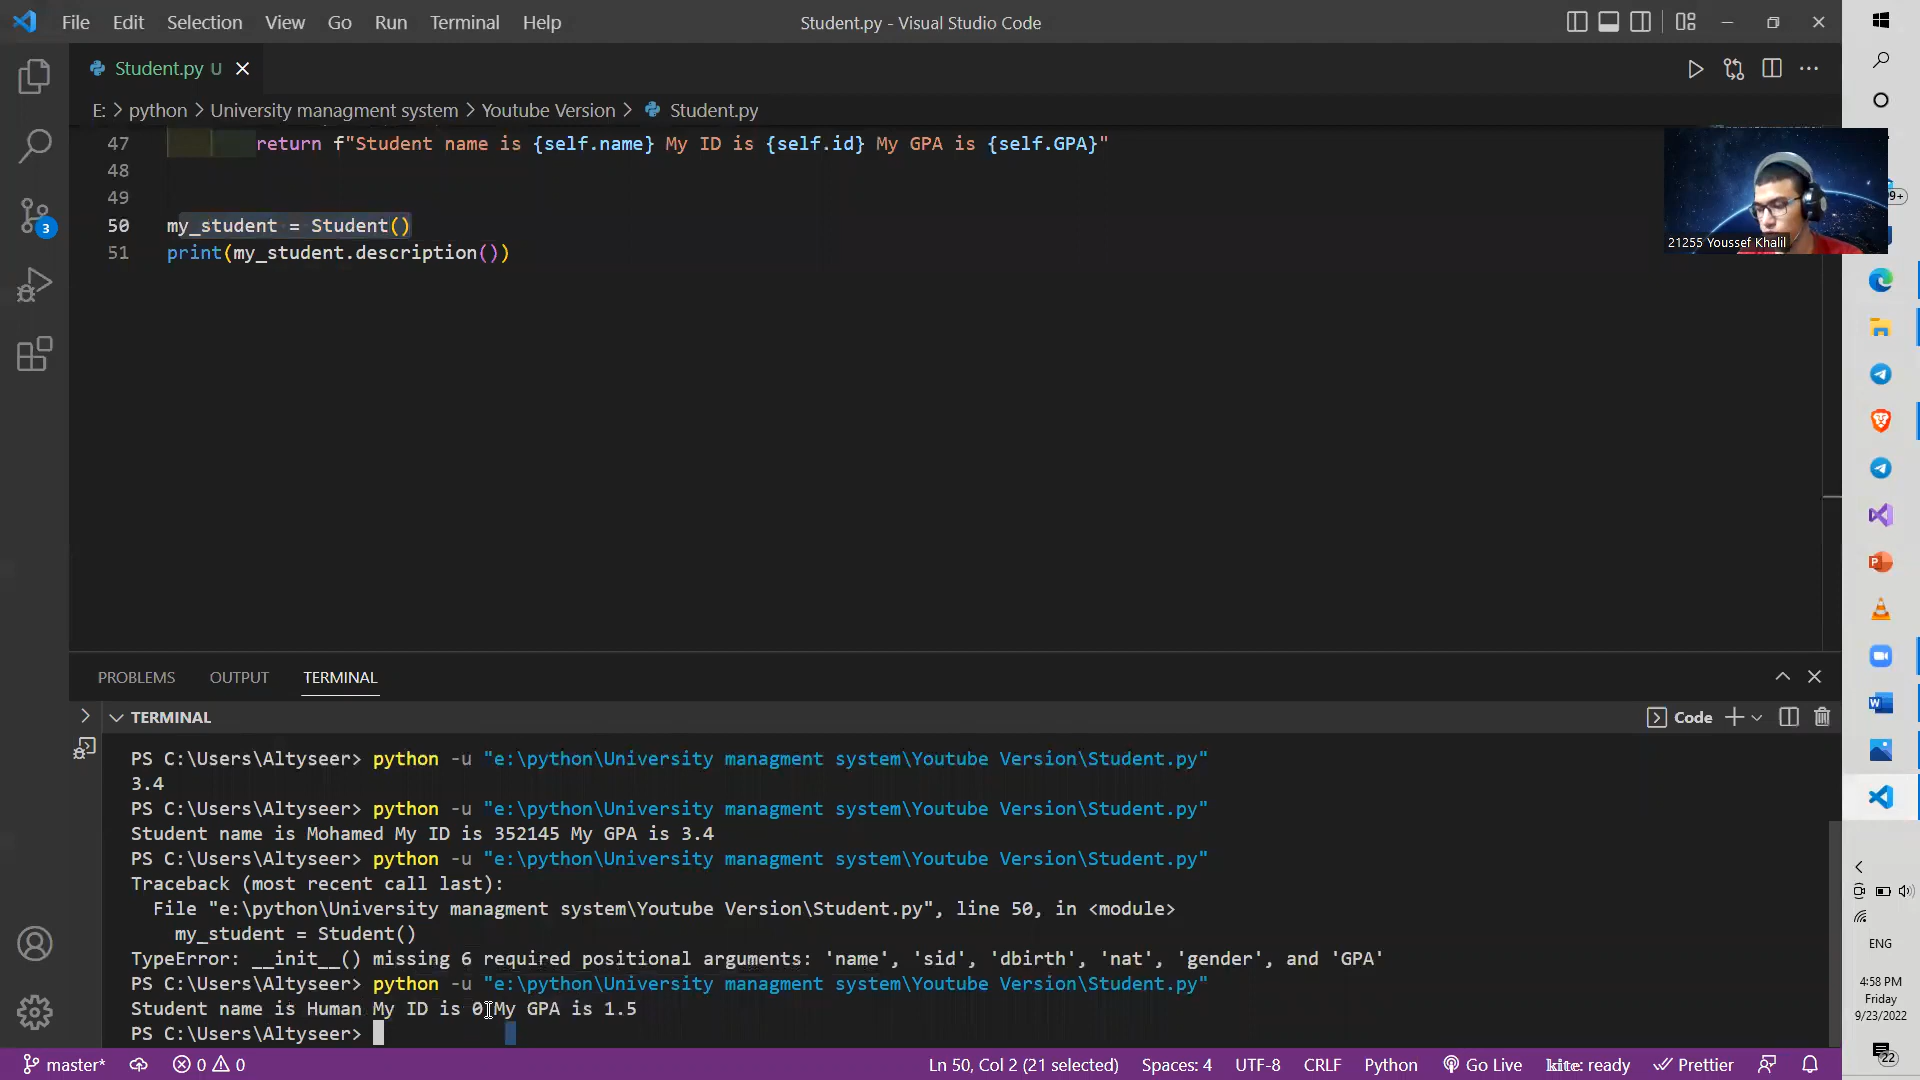 File Edit Selection View Go Run Terminal Help
Student.py - Visual Studio Code
Student.py U
E: > python > University managment system > Youtube Version > Student.py
47 return f"Student name is {self.name} My ID is {self.id} My GPA is {self.GPA}"
48
49
50 my_student = Student()
51 print(my_student.description())
21255 Youssef Khalil
3
PROBLEMS OUTPUT TERMINAL
TERMINAL
Code
PS C:\Users\Altyseer> python -u "e:\python\University managment system\Youtube Version\Student.py"
3.4
PS C:\Users\Altyseer> python -u "e:\python\University managment system\Youtube Version\Student.py"
Student name is Mohamed My ID is 352145 My GPA is 3.4
PS C:\Users\Altyseer> python -u "e:\python\University managment system\Youtube Version\Student.py"
Traceback (most recent call last):
File "e:\python\University managment system\Youtube Version\Student.py", line 50, in <module>
my_student = Student()
TypeError: __init__() missing 6 required positional arguments: 'name', 'sid', 'dbirth', 'nat', 'gender', and 'GPA'
PS C:\Users\Altyseer> python -u "e:\python\University managment system\Youtube Version\Student.py"
Student name is Human My ID is 0 My GPA is 1.5
PS C:\Users\Altyseer>
master* 0 0 Ln 50, Col 2 (21 selected) Spaces: 4 UTF-8 CRLF Python Go Live kite: ready Prettier
ENG
4:58 PM
Friday
9/23/2022
22